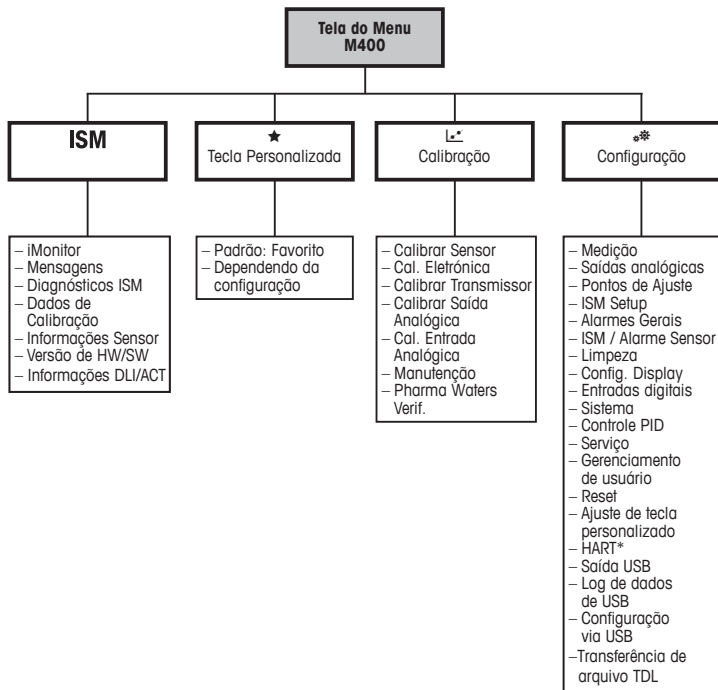 Tela do Menu
M400
ISM
Tecla Personalizada
Calibração
Configuração
– iMonitor
– Mensagens
– Diagnósticos ISM
– Dados de
Calibração
– Informações Sensor
– Versão de HW/SW
– Informações DLI/ACT
– Padrão: Favorito
– Dependendo da
configuração
– Calibrar Sensor
– Cal. Eletrónica
– Calibrar Transmissor
– Calibrar Saída
Analógica
– Cal. Entrada
Analógica
– Manutenção
– Pharma Waters
Verif.
– Medição
– Saídas analógicas
– Pontos de Ajuste
– ISM Setup
– Alarmes Gerais
– ISM / Alarme Sensor
– Limpeza
– Config. Display
– Entradas digitais
– Sistema
– Controle PID
– Serviço
– Gerenciamento
de usuário
– Reset
– Ajuste de tecla
personalizado
– HART*
– Saída USB
– Log de dados
de USB
– Configuração
via USB
–Transferência de
arquivo TDL